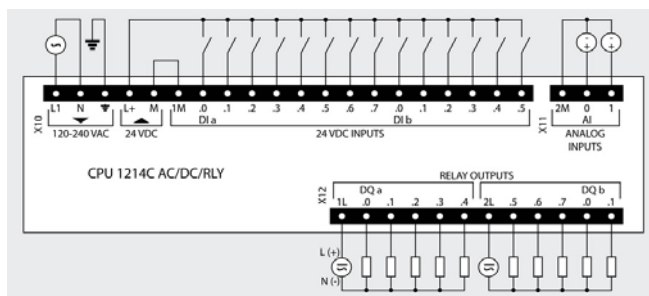 L1 N L+ M 1M .0 .1 .2 .3 .4 .5 .6 .7 .0 .1 .2 .3 .4 .5
2M 0 1
X10
120-240 VAC
24 VDC
DI a
DI b
24 VDC INPUTS
X11
AI
ANALOG
INPUTS
CPU 1214C AC/DC/RLY
RELAY OUTPUTS
X12
DQ a
DQ b
1L .0 .1 .2 .3 .4 2L .5 .6 .7 .0 .1
L (+)
N (-)